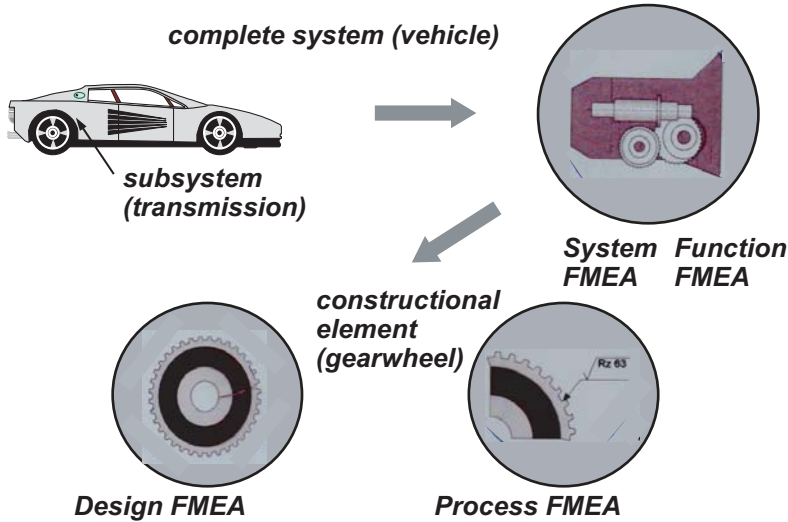 complete system (vehicle)
subsystem
(transmission)
System Function
FMEA FMEA
constructional
element
(gearwheel)
Rz 63
Design FMEA
Process FMEA